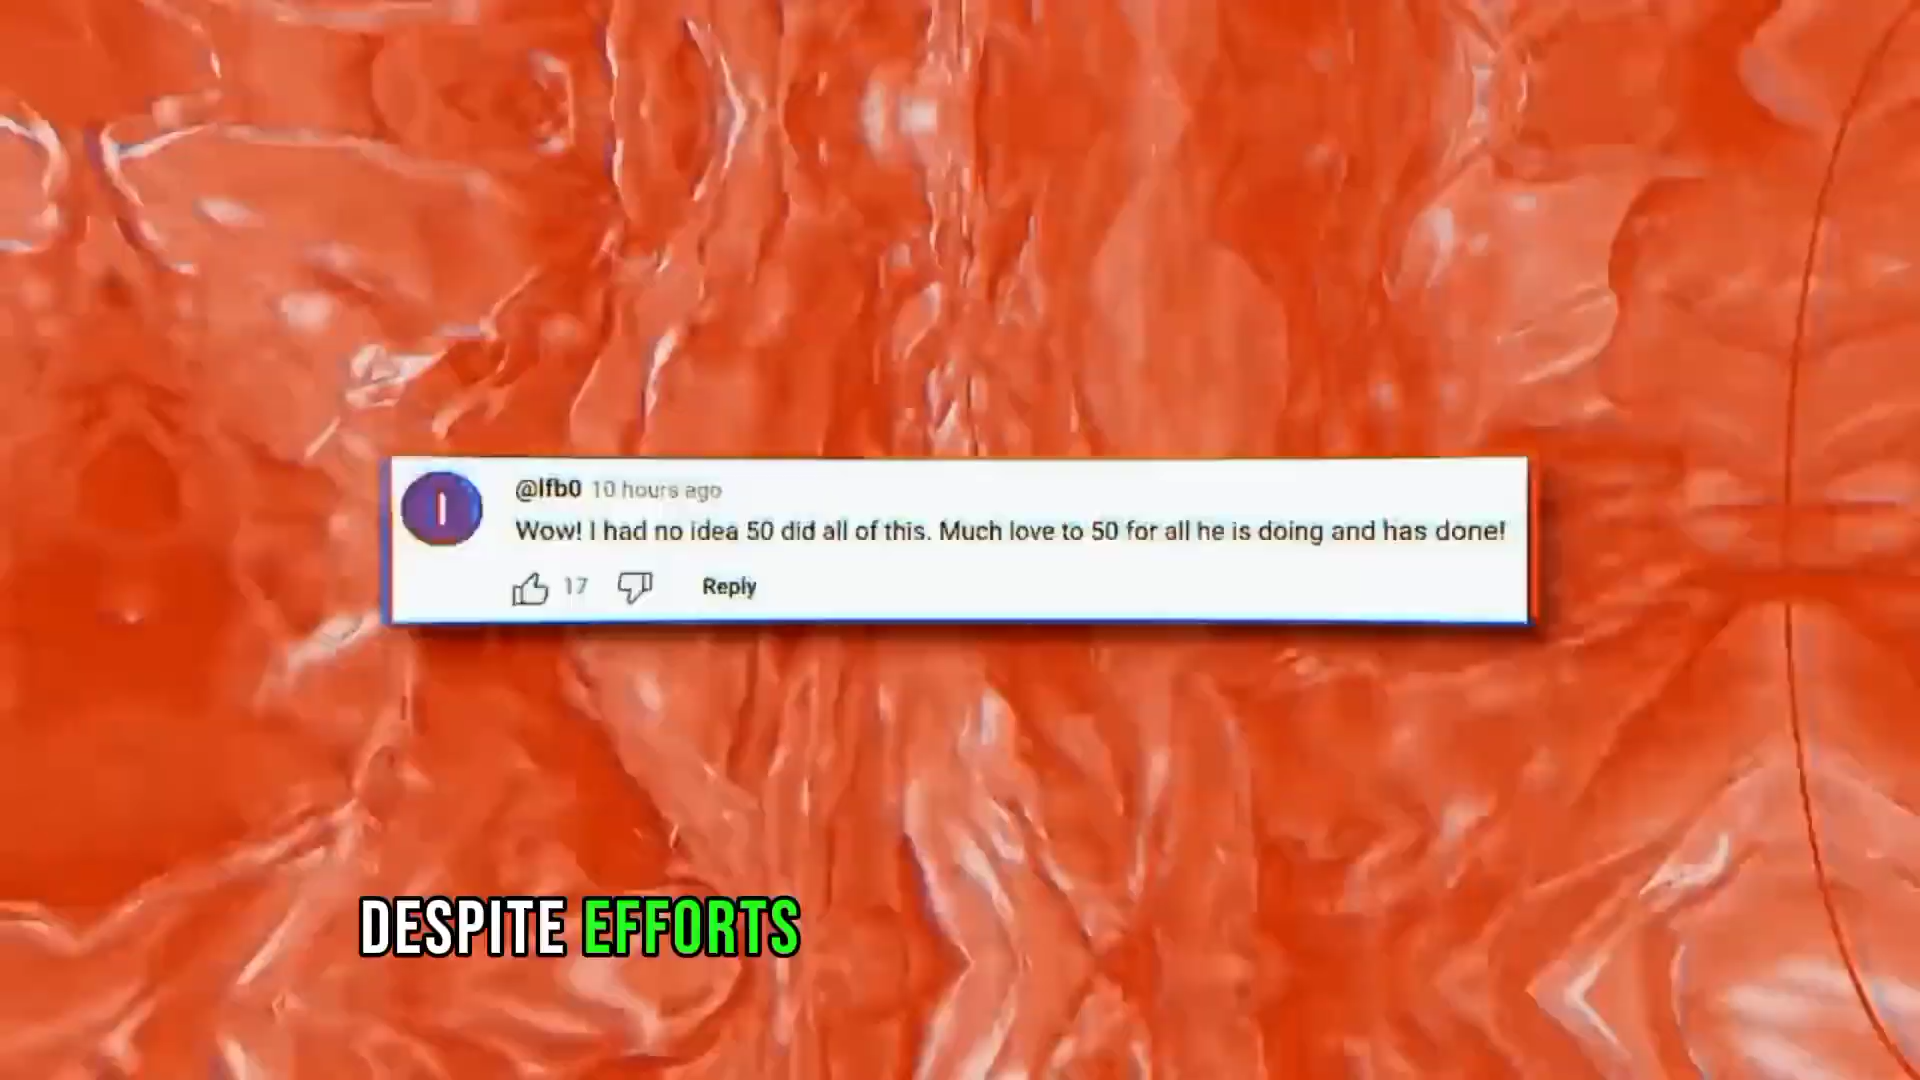 @lfb0 10 hours ago
Wow! I had no idea 50 did all of this. Much love to 50 for all he is doing and has done!
17 Reply
DESPITE EFFORTS